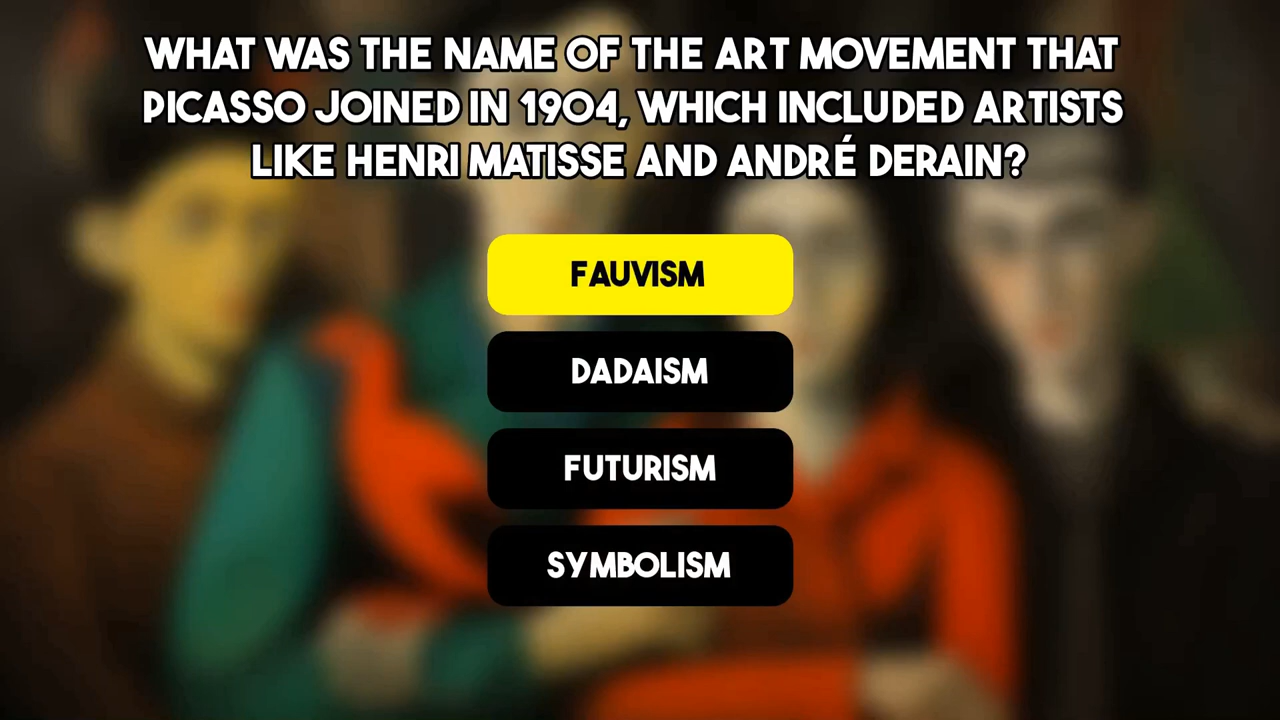 WHAT WAS THE NAME OF THE ART MOVEMENT THAT
PICASSO JOINED IN 1904, WHICH INCLUDED ARTISTS
LIKE HENRI MATISSE AND ANDRÉ DERAIN?
FAUVISM
DADAISM
FUTURISM
SYMBOLISM